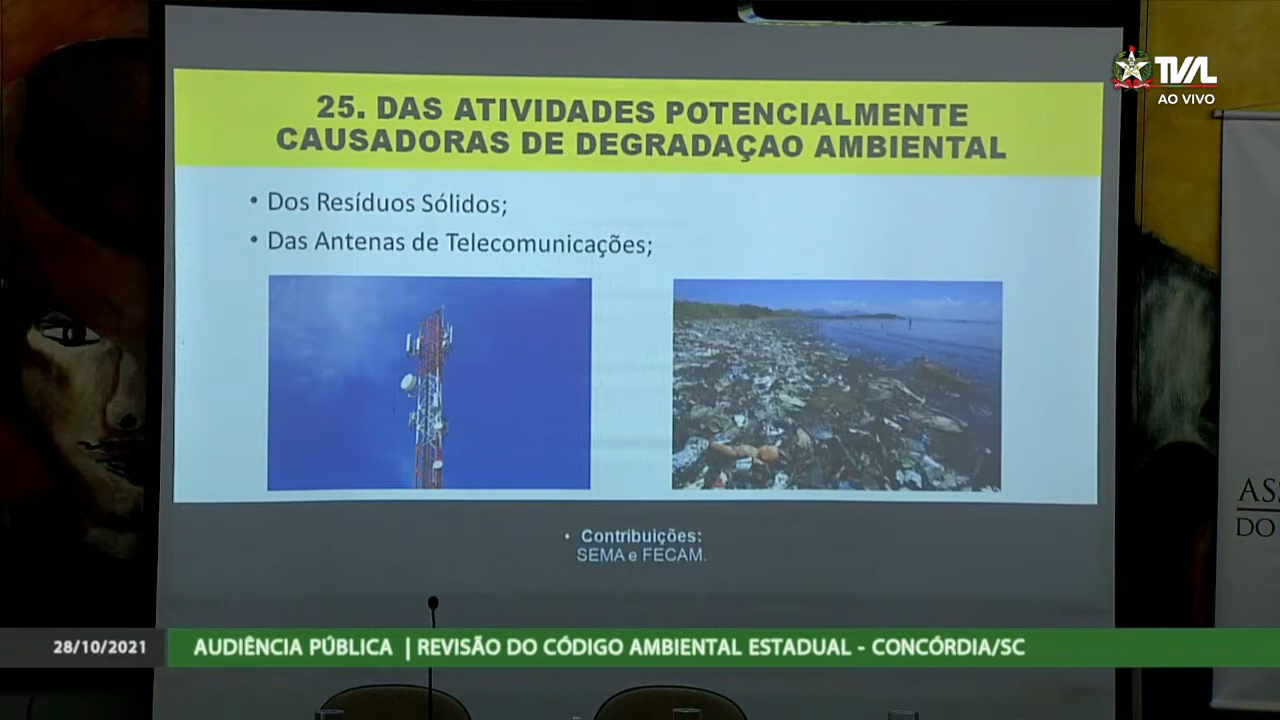 TVAL
AO VIVO
25. DAS ATIVIDADES POTENCIALMENTE
CAUSADORAS DE DEGRADAÇAO AMBIENTAL
• Dos Resíduos Sólidos;
• Das Antenas de Telecomunicações;
• Contribuições:
SEMA e FECAM.
DO
28/10/2021
AUDIÊNCIA PÚBLICA | REVISÃO DO CÓDIGO AMBIENTAL ESTADUAL - CONCÓRDIA/SC